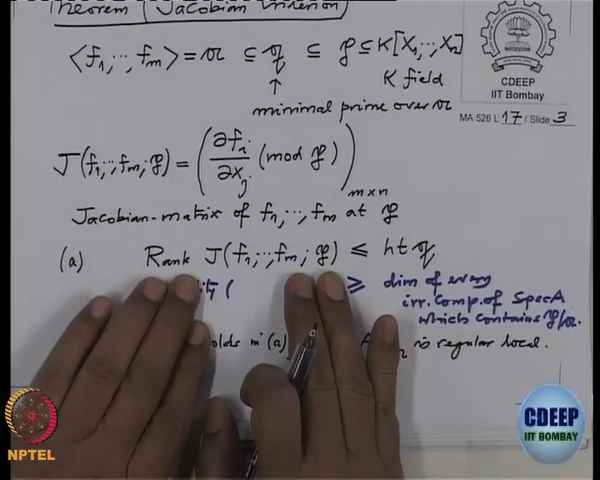 Theorem (Jacobian Criterion)
<f₁,..,fₘ> = 𝔞 ⊆ 𝔮 ⊆ 𝔭 ⊆ K[X₁,..,Xₙ]
↑ K field
minimal prime over 𝔞
CDEEP
IIT Bombay
MA 526 L 17 / Slide 3
J(f₁,..,fₘ; 𝔭) = (∂fᵢ/∂xⱼ (mod 𝔭)) m×n
Jacobian-matrix of f₁,..,fₘ at 𝔭
(a) Rank J(f₁,..,fₘ; 𝔭) ≤ ht 𝔮
≥ dim of every
irr. comp. of Spec A
which contains 𝔭/𝔞.
holds in (a) is regular local.
NPTEL
CDEEP
IIT BOMBAY